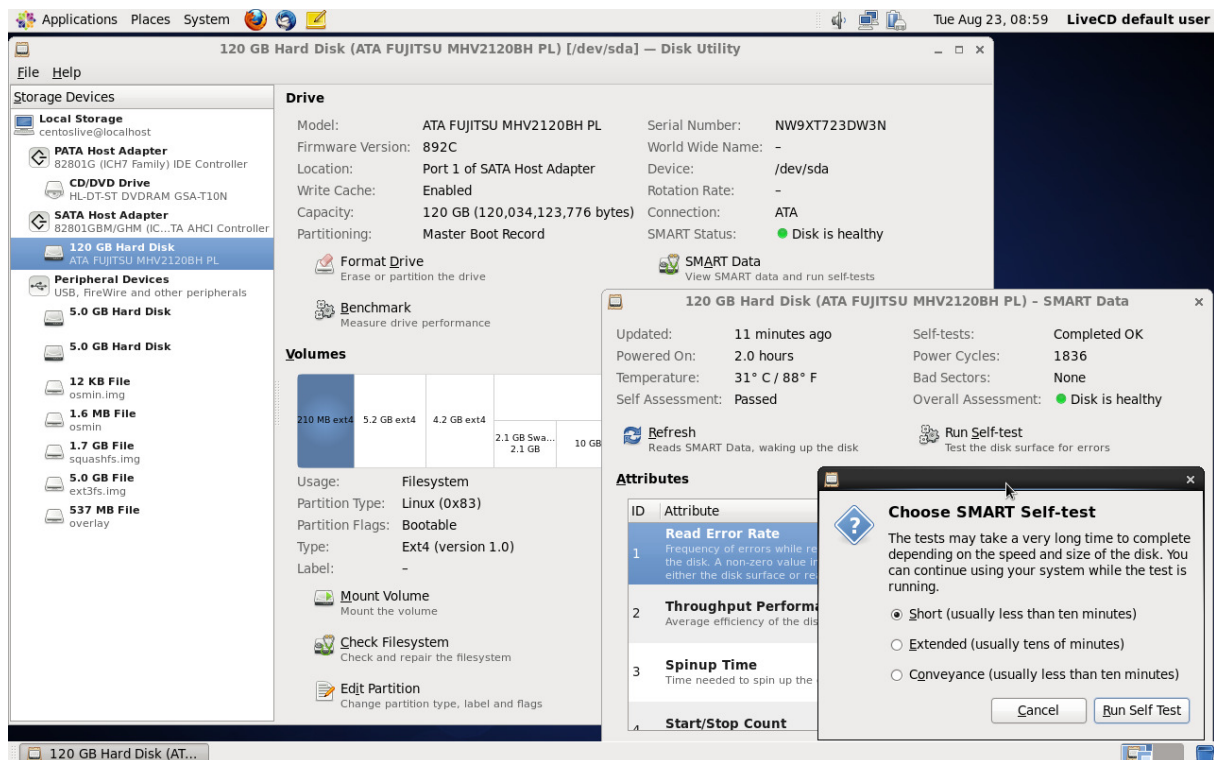 Applications Places System
Tue Aug 23, 08:59 LiveCD default user
120 GB Hard Disk (ATA FUJITSU MHV2120BH PL) [/dev/sda] — Disk Utility
File Help
Storage Devices
Local Storage
centoslive@localhost
PATA Host Adapter
82801G (ICH7 Family) IDE Controller
CD/DVD Drive
HL-DT-ST DVDRAM GSA-T10N
SATA Host Adapter
82801GBM/GHM (IC...TA AHCI Controller
120 GB Hard Disk
ATA FUJITSU MHV2120BH PL
Peripheral Devices
USB, FireWire and other peripherals
5.0 GB Hard Disk
5.0 GB Hard Disk
12 KB File
osmin.img
1.6 MB File
osmin
1.7 GB File
squashfs.img
5.0 GB File
ext3fs.img
537 MB File
overlay
Drive
Model: ATA FUJITSU MHV2120BH PL Serial Number: NW9XT723DW3N
Firmware Version: 892C World Wide Name: –
Location: Port 1 of SATA Host Adapter Device: /dev/sda
Write Cache: Enabled Rotation Rate: –
Capacity: 120 GB (120,034,123,776 bytes) Connection: ATA
Partitioning: Master Boot Record SMART Status: Disk is healthy
Format Drive
Erase or partition the drive
SMART Data
View SMART data and run self-tests
Benchmark
Measure drive performance
Volumes
210 MB ext4 5.2 GB ext4 4.2 GB ext4
2.1 GB Swa...
2.1 GB
10 GB
Usage: Filesystem
Partition Type: Linux (0x83)
Partition Flags: Bootable
Type: Ext4 (version 1.0)
Label: –
Mount Volume
Mount the volume
Check Filesystem
Check and repair the filesystem
Edit Partition
Change partition type, label and flags
120 GB Hard Disk (ATA FUJITSU MHV2120BH PL) – SMART Data
Updated: 11 minutes ago Self-tests: Completed OK
Powered On: 2.0 hours Power Cycles: 1836
Temperature: 31° C / 88° F Bad Sectors: None
Self Assessment: Passed Overall Assessment: Disk is healthy
Refresh
Reads SMART Data, waking up the disk
Run Self-test
Test the disk surface for errors
Attributes
ID Attribute
1 Read Error Rate
Frequency of errors while
the disk. A non-zero value
either the disk surface or
2 Throughput
Average efficiency of the
3 Spinup Time
Time needed to spin up the
4 Start/Stop Count
Choose SMART Self-test
The tests may take a very long time to complete
depending on the speed and size of the disk. You
can continue using your system while the test is
running.
Short (usually less than ten minutes)
Extended (usually tens of minutes)
Conveyance (usually less than ten minutes)
Cancel Run Self Test
120 GB Hard Disk (AT...